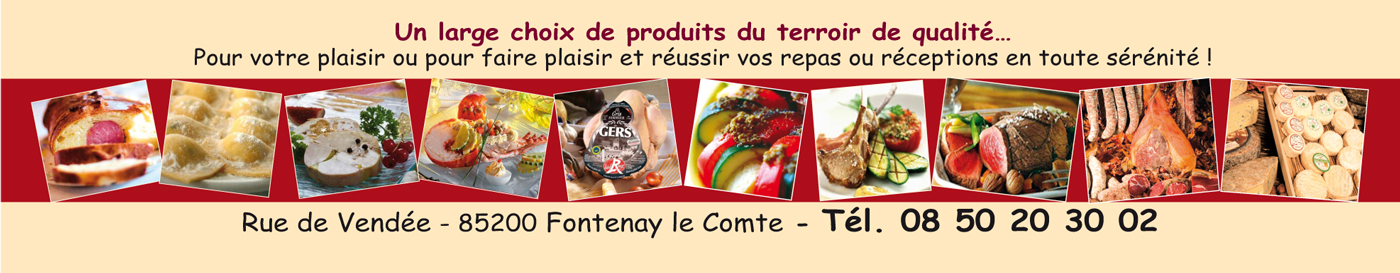 Un large choix de produits du terroir de qualité...
Pour votre plaisir ou pour faire plaisir et réussir vos repas ou réceptions en toute sérénité !
GERS
Rue de Vendée - 85200 Fontenay le Comte - Tél. 08 50 20 30 02